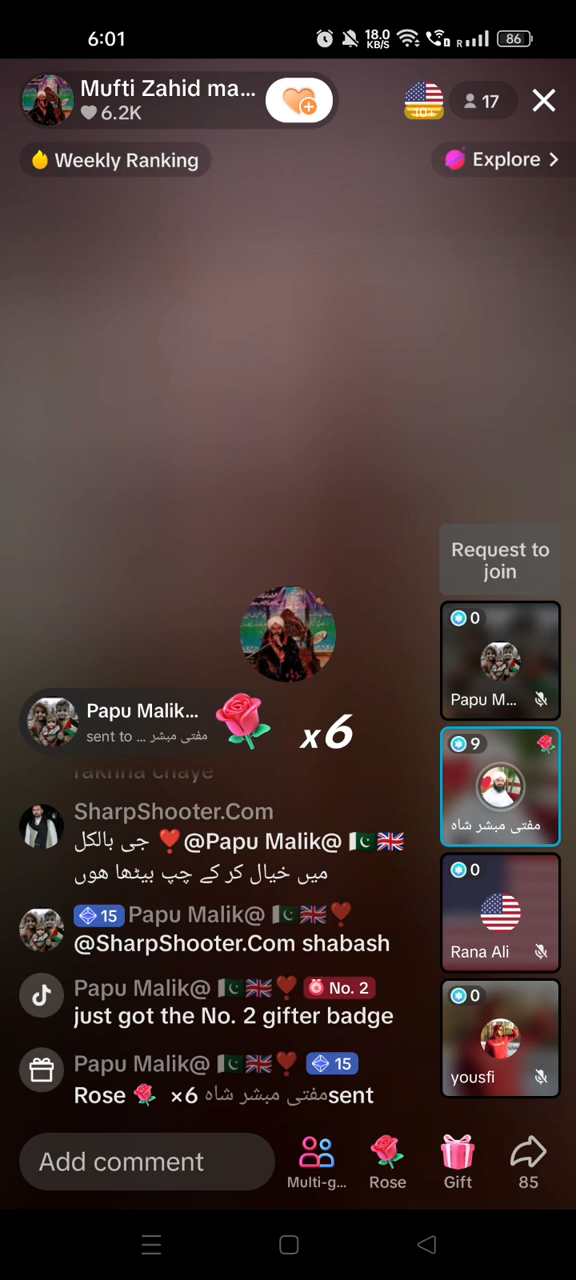 6:01
18.0
KB/S
R
86
Mufti Zahid ma...
6.2K
17
Weekly Ranking
Explore >
Request to
join
0
Papu M...
9
مفتی مبشر شاہ
0
Rana Ali
0
yousfi
Papu Malik...
sent to ... مفتی مبشر
x6
rakhna chaye
SharpShooter.Com
جی بالکل ❤️@Papu Malik@ 🇵🇰🇬🇧
میں خیال کر کے چپ بیٹھا ھوں
15 Papu Malik@ 🇵🇰🇬🇧❤️
@SharpShooter.Com shabash
Papu Malik@ 🇵🇰🇬🇧❤️ No. 2
just got the No. 2 gifter badge
Papu Malik@ 🇵🇰🇬🇧❤️ 15
Rose 🌹 ×6 مفتی مبشر شاہsent
Add comment
Multi-g...
Rose
Gift
85